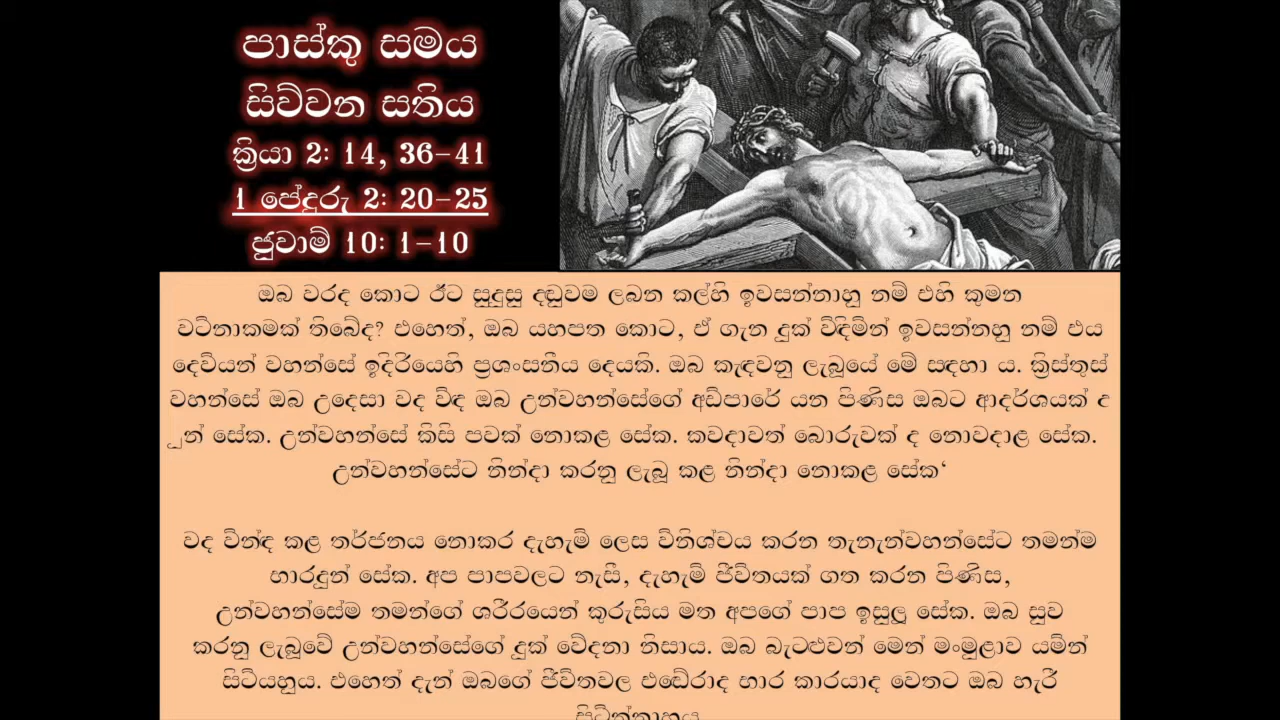 පාස්කු සමය
සිව්වන සතිය
ක්‍රියා 2: 14, 36-41
1 පේදුරු 2: 20-25
ජුවාම් 10: 1-10
ඔබ වරද කොට ඊට සුදුසු දඬුවම ලබන කල්හි ඉවසන්නාහු නම් එහි කුමන
වටිනාකමක් තිබේද? එහෙත්, ඔබ යහපත කොට, ඒ ගැන දුක් විඳිමින් ඉවසන්නහු නම් එය
දෙවියන් වහන්සේ ඉදිරියෙහි ප්‍රශංසනීය දෙයකි. ඔබ කැඳවනු ලැබූයේ මේ සඳහා ය. ක්‍රිස්තුස්
වහන්සේ ඔබ උදෙසා වද විඳ ඔබ උන්වහන්සේගේ අඩිපාරේ යන පිණිස ඔබට ආදර්ශයක් ද
ුන් සේක. උන්වහන්සේ කිසි පවක් නොකළ සේක. කවදාවත් බොරුවක් ද නොවදාළ සේක.
උන්වහන්සේට නින්දා කරනු ලැබූ කළ නින්දා නොකළ සේක‘
වද වින්ඳ කළ තර්ජනය නොකර දැහැමි ලෙස විනිශ්චය කරන තැනැන්වහන්සේට තමන්ම
භාරදුන් සේක. අප පාපවලට නැසී, දැහැමි ජීවිතයක් ගත කරන පිණිස,
උන්වහන්සේම තමන්ගේ ශරීරයෙන් කුරුසිය මත අපගේ පාප ඉසුලූ සේක. ඔබ සුව
කරනු ලැබුවේ උන්වහන්සේගේ දුක් වේදනා නිසාය. ඔබ බැටළුවන් මෙන් මංමුළාව යමින්
සිටියහුය. එහෙත් දැන් ඔබගේ ජීවිතවල එඬේරාද භාර කාරයාද වෙතට ඔබ හැරී